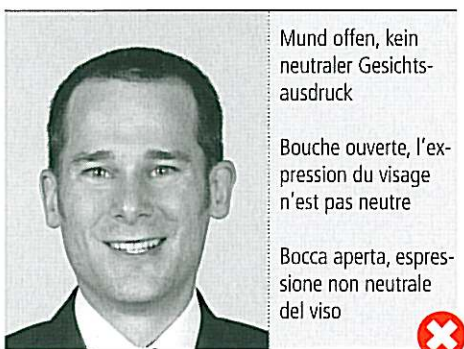 Mund offen, kein
neutraler Gesichts-
ausdruck
Bouche ouverte, l'ex-
pression du visage
n'est pas neutre
Bocca aperta, espres-
sione non neutrale
del viso